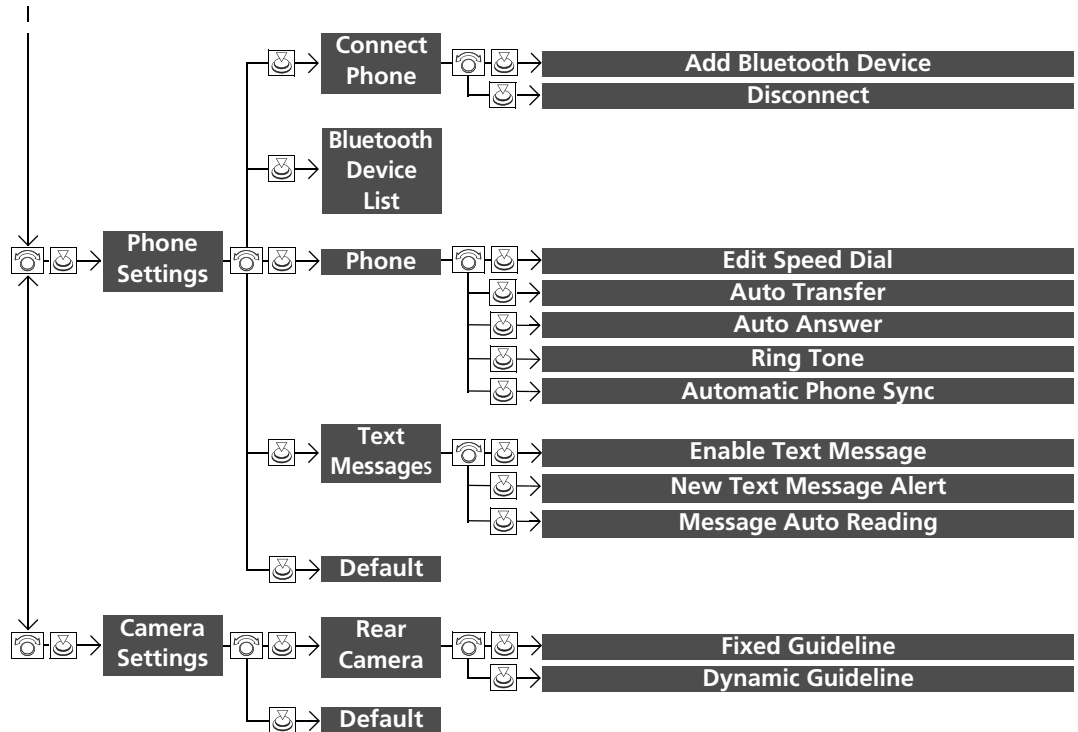 Connect
Phone
Add Bluetooth Device
Disconnect
Bluetooth
Device
List
Phone
Settings
Phone
Edit Speed Dial
Auto Transfer
Auto Answer
Ring Tone
Automatic Phone Sync
Text
Messages
Enable Text Message
New Text Message Alert
Message Auto Reading
Default
Camera
Settings
Rear
Camera
Fixed Guideline
Dynamic Guideline
Default